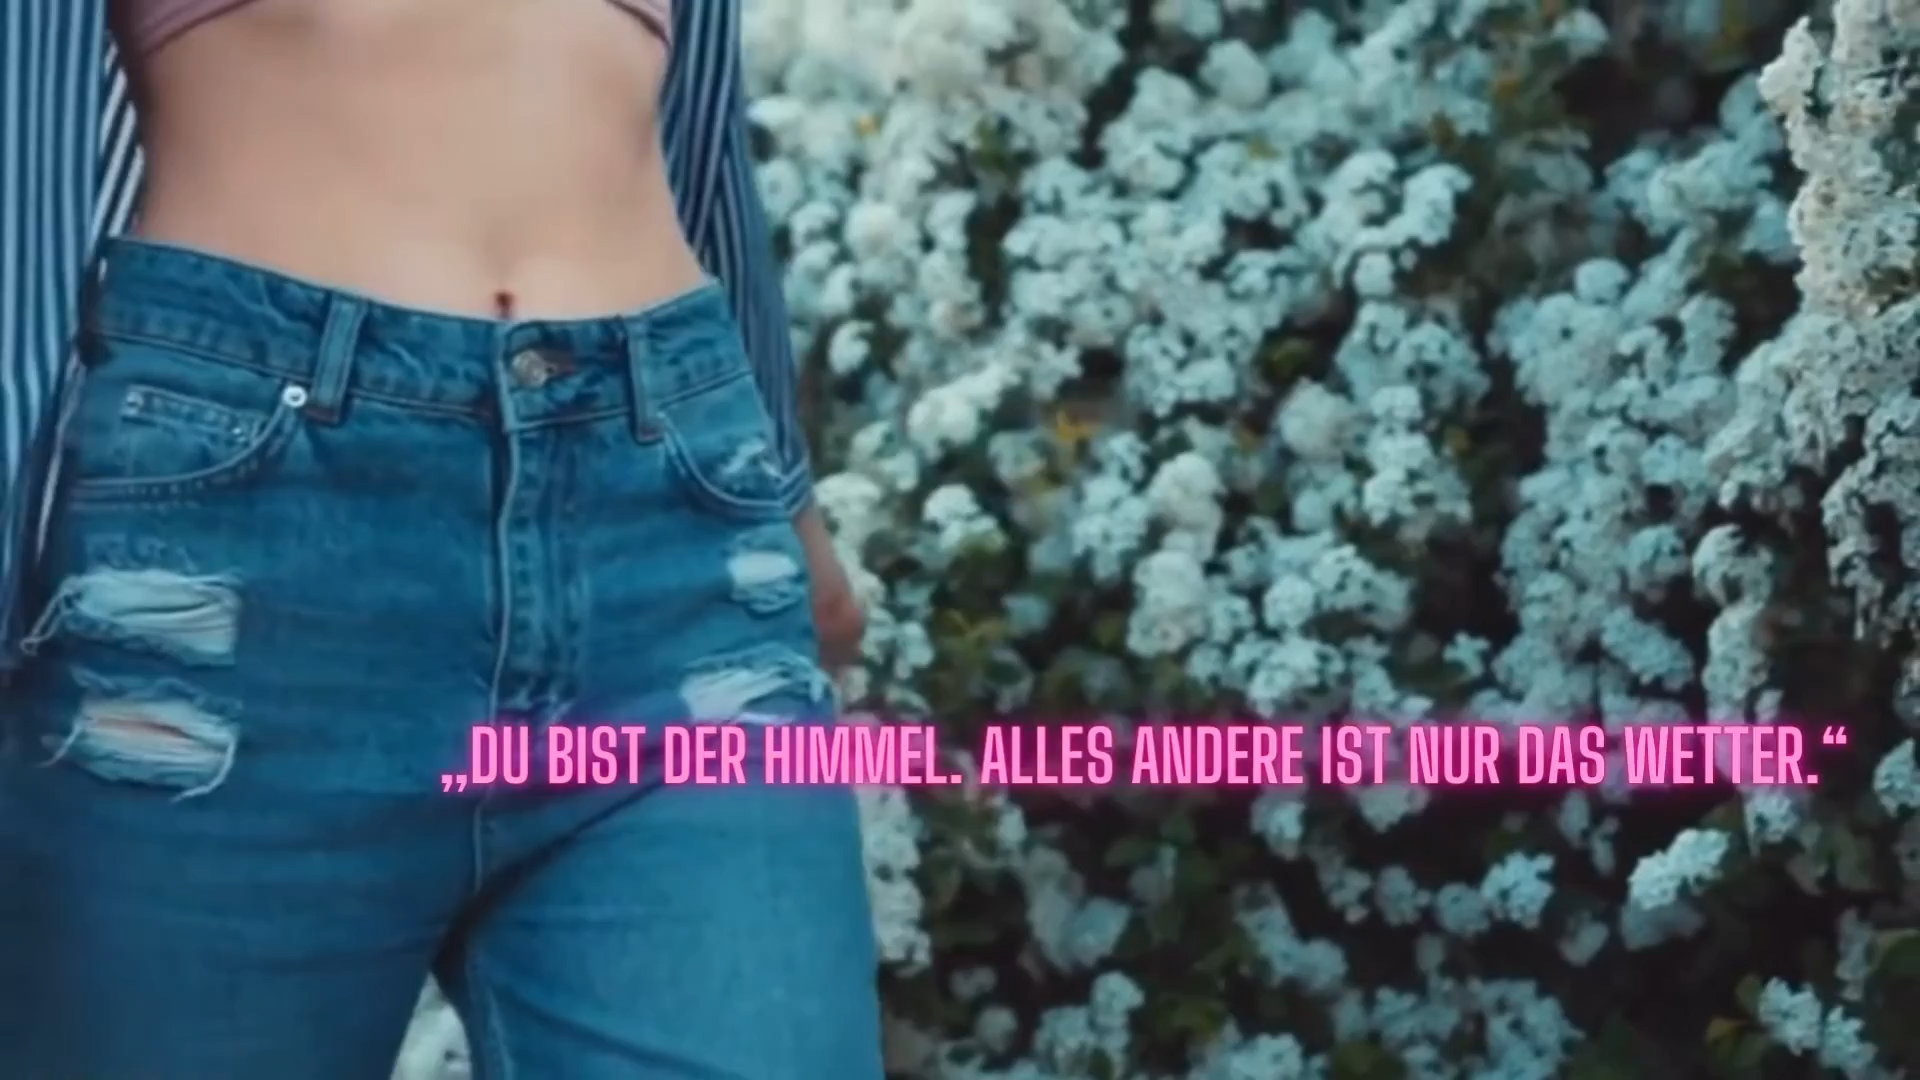 „DU BIST DER HIMMEL. ALLES ANDERE IST NUR DAS WETTER.“